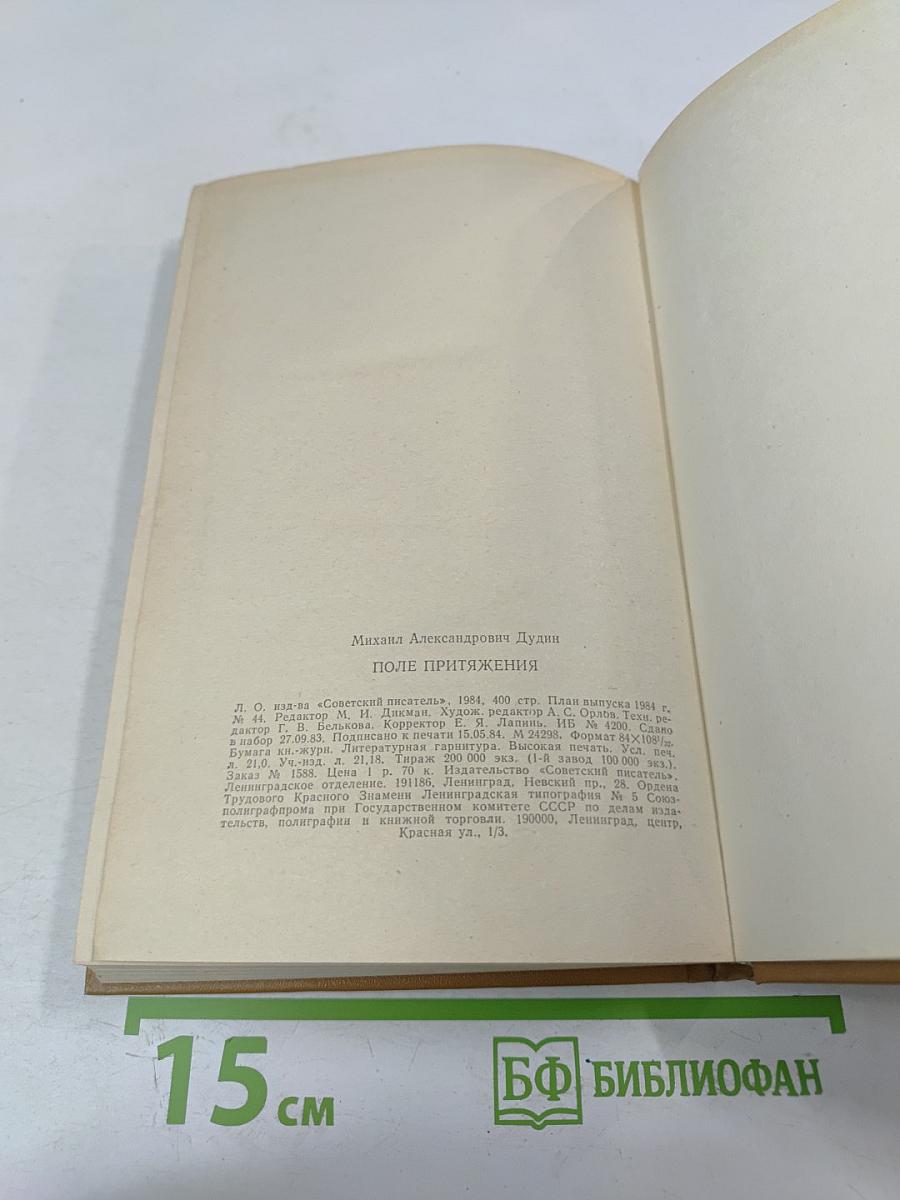 Михаил Александрович Дудин
ПОЛЕ ПРИТЯЖЕНИЯ
Л. О. изд-ва «Советский писатель», 1984, 400 стр. План выпуска 1984 г.
№ 44. Редактор М. И. Дикман. Худож. редактор А. С. Орлов. Техн. ре-
дактор Г. В. Белькова. Корректор Е. Я. Лапинь. ИБ № 4200. Сдано
в набор 27.09.83. Подписано к печати 15.05.84. М 24298. Формат 84×108¹/₃₂.
Бумага кн.-журн. Литературная гарнитура. Высокая печать. Усл. печ.
л. 21,0. Уч.-изд. л. 21,18. Тираж 200 000 экз. (1-й завод 100 000 экз.).
Заказ № 1588. Цена 1 р. 70 к. Издательство «Советский писатель».
Ленинградское отделение. 191186, Ленинград, Невский пр., 28. Ордена
Трудового Красного Знамени Ленинградская типография № 5 Союз-
полиграфпрома при Государственном комитете СССР по делам изда-
тельств, полиграфии и книжной торговли. 190000, Ленинград, центр,
Красная ул., 1/3.
15 см
БФ БИБЛИОФАН